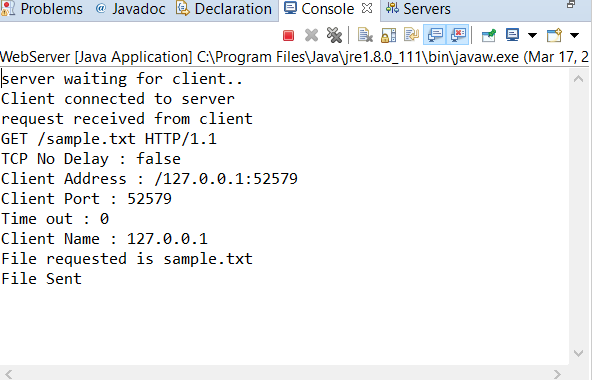 Problems @ Javadoc Declaration Console Servers
WebServer [Java Application] C:\Program Files\Java\jre1.8.0_111\bin\javaw.exe (Mar 17, 2
server waiting for client..
Client connected to server
request received from client
GET /sample.txt HTTP/1.1
TCP No Delay : false
Client Address : /127.0.0.1:52579
Client Port : 52579
Time out : 0
Client Name : 127.0.0.1
File requested is sample.txt
File Sent